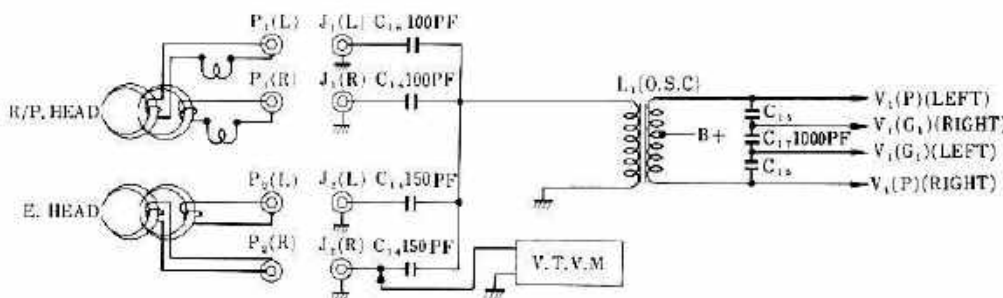 P₁(L) J₁(L) C₁₆ 100PF
P₁(R) J₁(R) C₁₄ 100PF
R/P. HEAD
L₁(O.S.C)
B+
C₁₅
C₁₇ 1000PF
V₁(P)(LEFT)
V₁(G₁)(RIGHT)
V₁(G₁)(LEFT)
V₁(P)(RIGHT)
P₂(L) J₂(L) 150PF
E. HEAD
P₂(R) J₂(R) C₁₄ 150PF
V.T.V.M